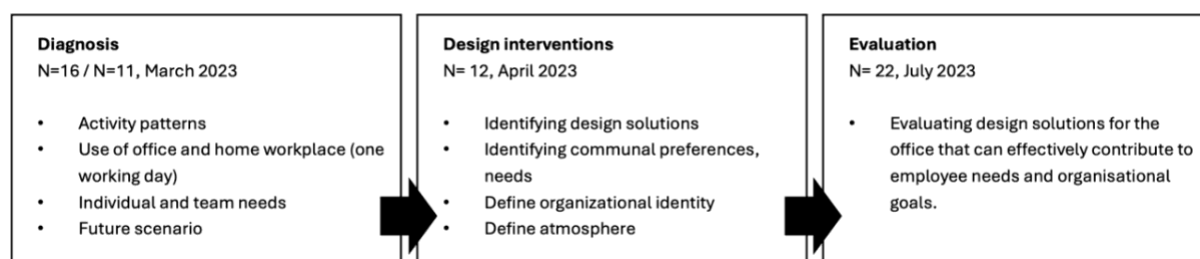 Diagnosis
N=16 / N=11, March 2023
• Activity patterns
• Use of office and home workplace (one
working day)
• Individual and team needs
• Future scenario
Design interventions
N= 12, April 2023
• Identifying design solutions
• Identifying communal preferences,
needs
• Define organizational identity
• Define atmosphere
Evaluation
N= 22, July 2023
• Evaluating design solutions for the
office that can effectively contribute to
employee needs and organisational
goals.